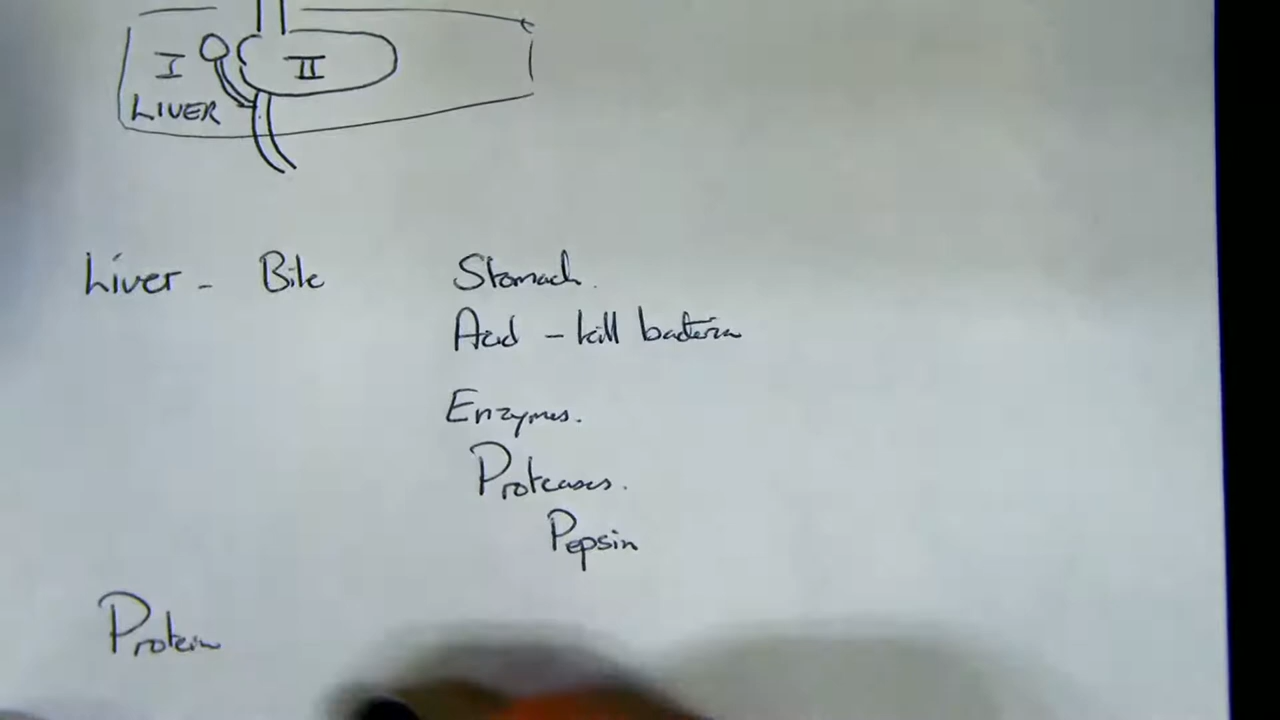 I II
LIVER
Liver - Bile Stomach.
Acid - kill bacteria
Enzymes.
Proteases.
Pepsin
Protein